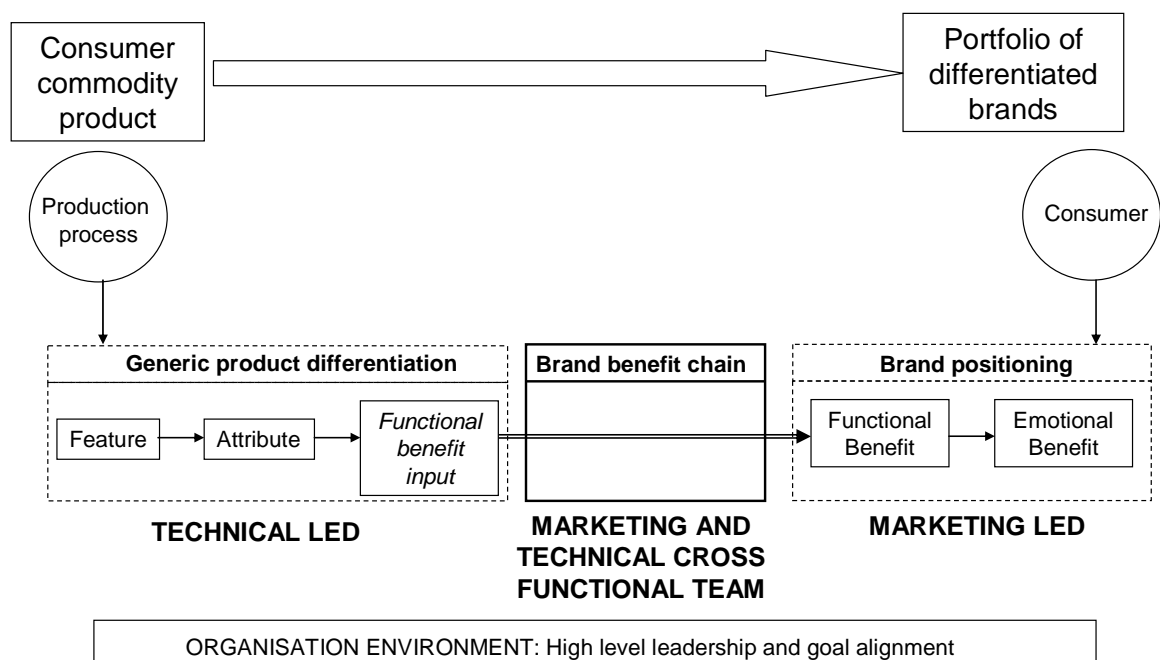 Consumer
commodity
product
Portfolio of
differentiated
brands
Production
process
Consumer
Generic product differentiation
Brand benefit chain
Brand positioning
Feature
Attribute
Functional
benefit
input
Functional
Benefit
Emotional
Benefit
TECHNICAL LED
MARKETING AND
TECHNICAL CROSS
FUNCTIONAL TEAM
MARKETING LED
ORGANISATION ENVIRONMENT: High level leadership and goal alignment